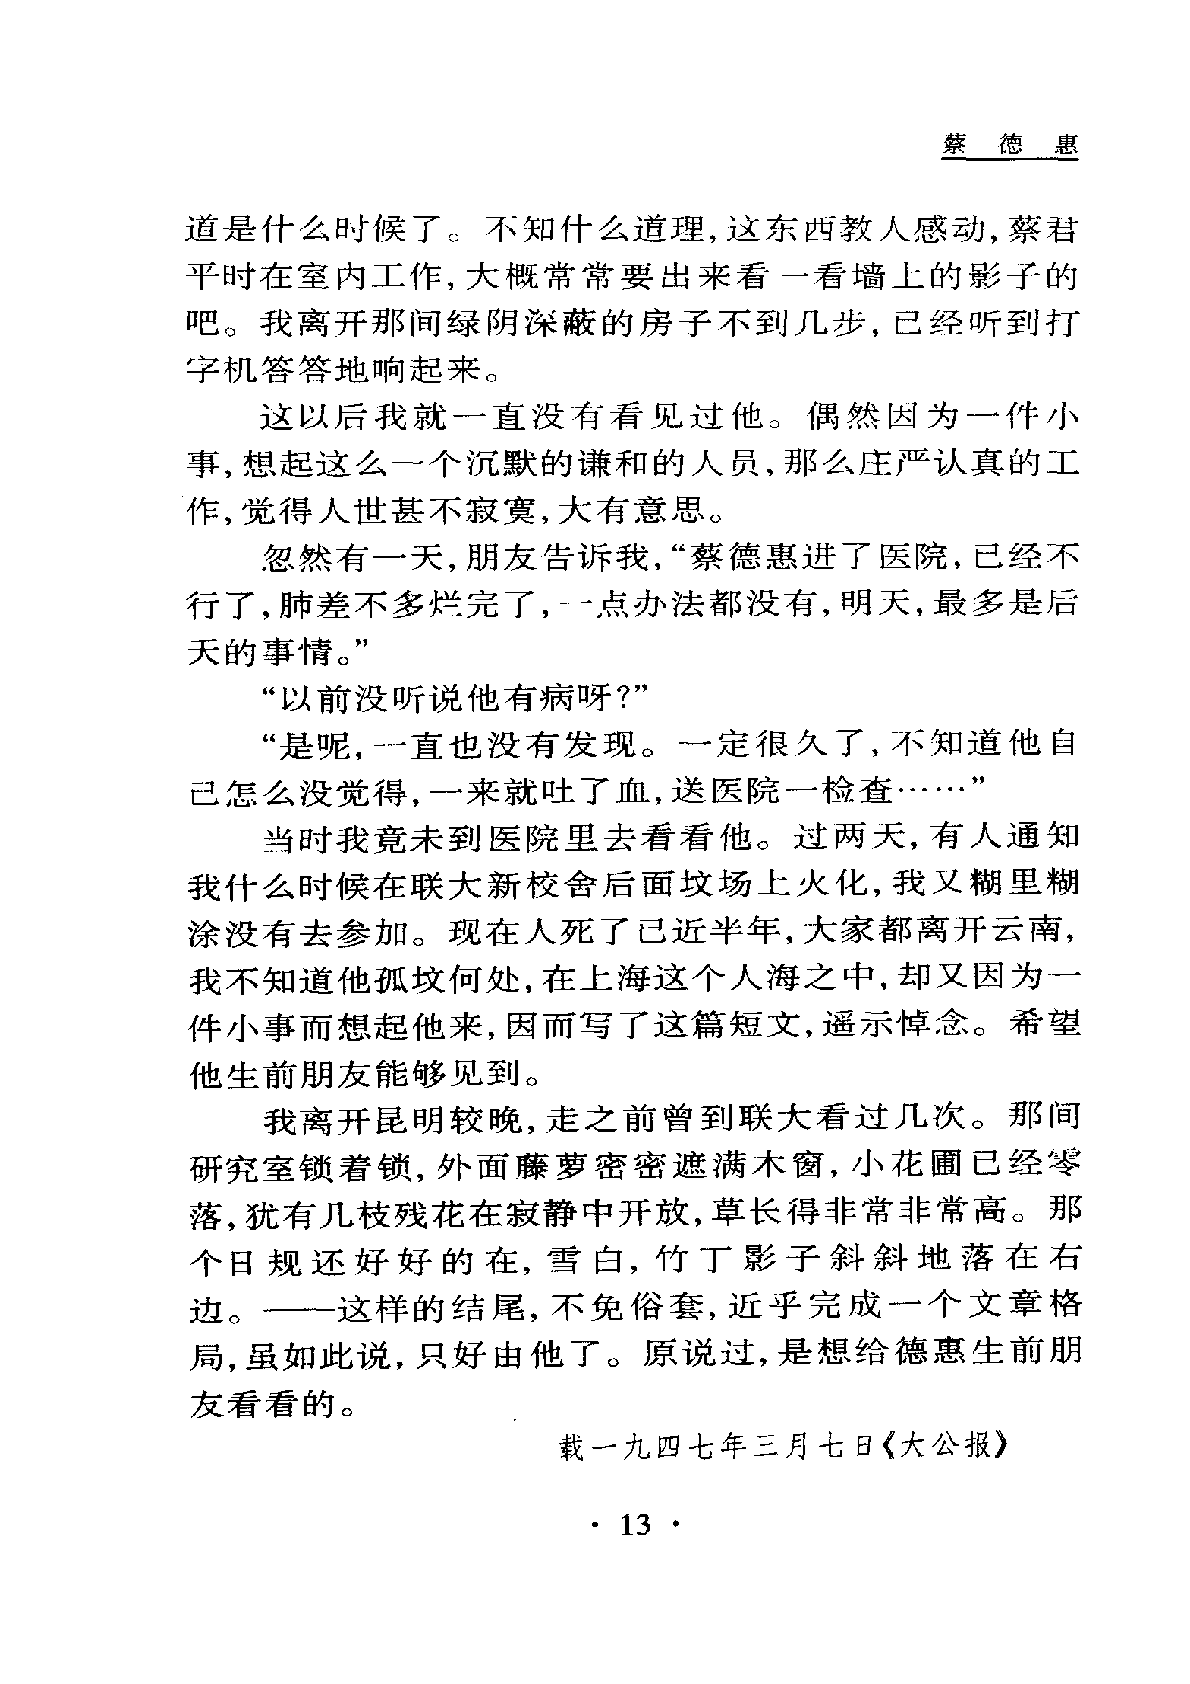 蔡 德 惠
道是什么时候了。不知什么道理,这东西教人感动,蔡君
平时在室内工作,大概常常要出来看一看墙上的影子的
吧。我离开那间绿阴深蔽的房子不到几步,已经听到打
字机答答地响起来。
这以后我就一直没有看见过他。偶然因为一件小
事,想起这么一个沉默的谦和的人员,那么庄严认真的工
作,觉得人世甚不寂寞,大有意思。
忽然有一天,朋友告诉我,“蔡德惠进了医院,已经不
行了,肺差不多烂完了,一点办法都没有,明天,最多是后
天的事情。”
“以前没听说他有病呀?”
“是呢,一直也没有发现。一定很久了,不知道他自
己怎么没觉得,一来就吐了血,送医院一检查……”
当时我竟未到医院里去看看他。过两天,有人通知
我什么时候在联大新校舍后面坟场上火化,我又糊里糊
涂没有去参加。现在人死了已近半年,大家都离开云南,
我不知道他孤坟何处,在上海这个人海之中,却又因为一
件小事而想起他来,因而写了这篇短文,遥示悼念。希望
他生前朋友能够见到。
我离开昆明较晚,走之前曾到联大看过几次。那间
研究室锁着锁,外面藤萝密密遮满木窗,小花圃已经零
落,犹有几枝残花在寂静中开放,草长得非常非常高。那
个日规还好好的在,雪白,竹丁影子斜斜地落在右
边。——这样的结尾,不免俗套,近乎完成一个文章格
局,虽如此说,只好由他了。原说过,是想给德惠生前朋
友看看的。
载一九四七年三月七日《大公报》
· 13 ·